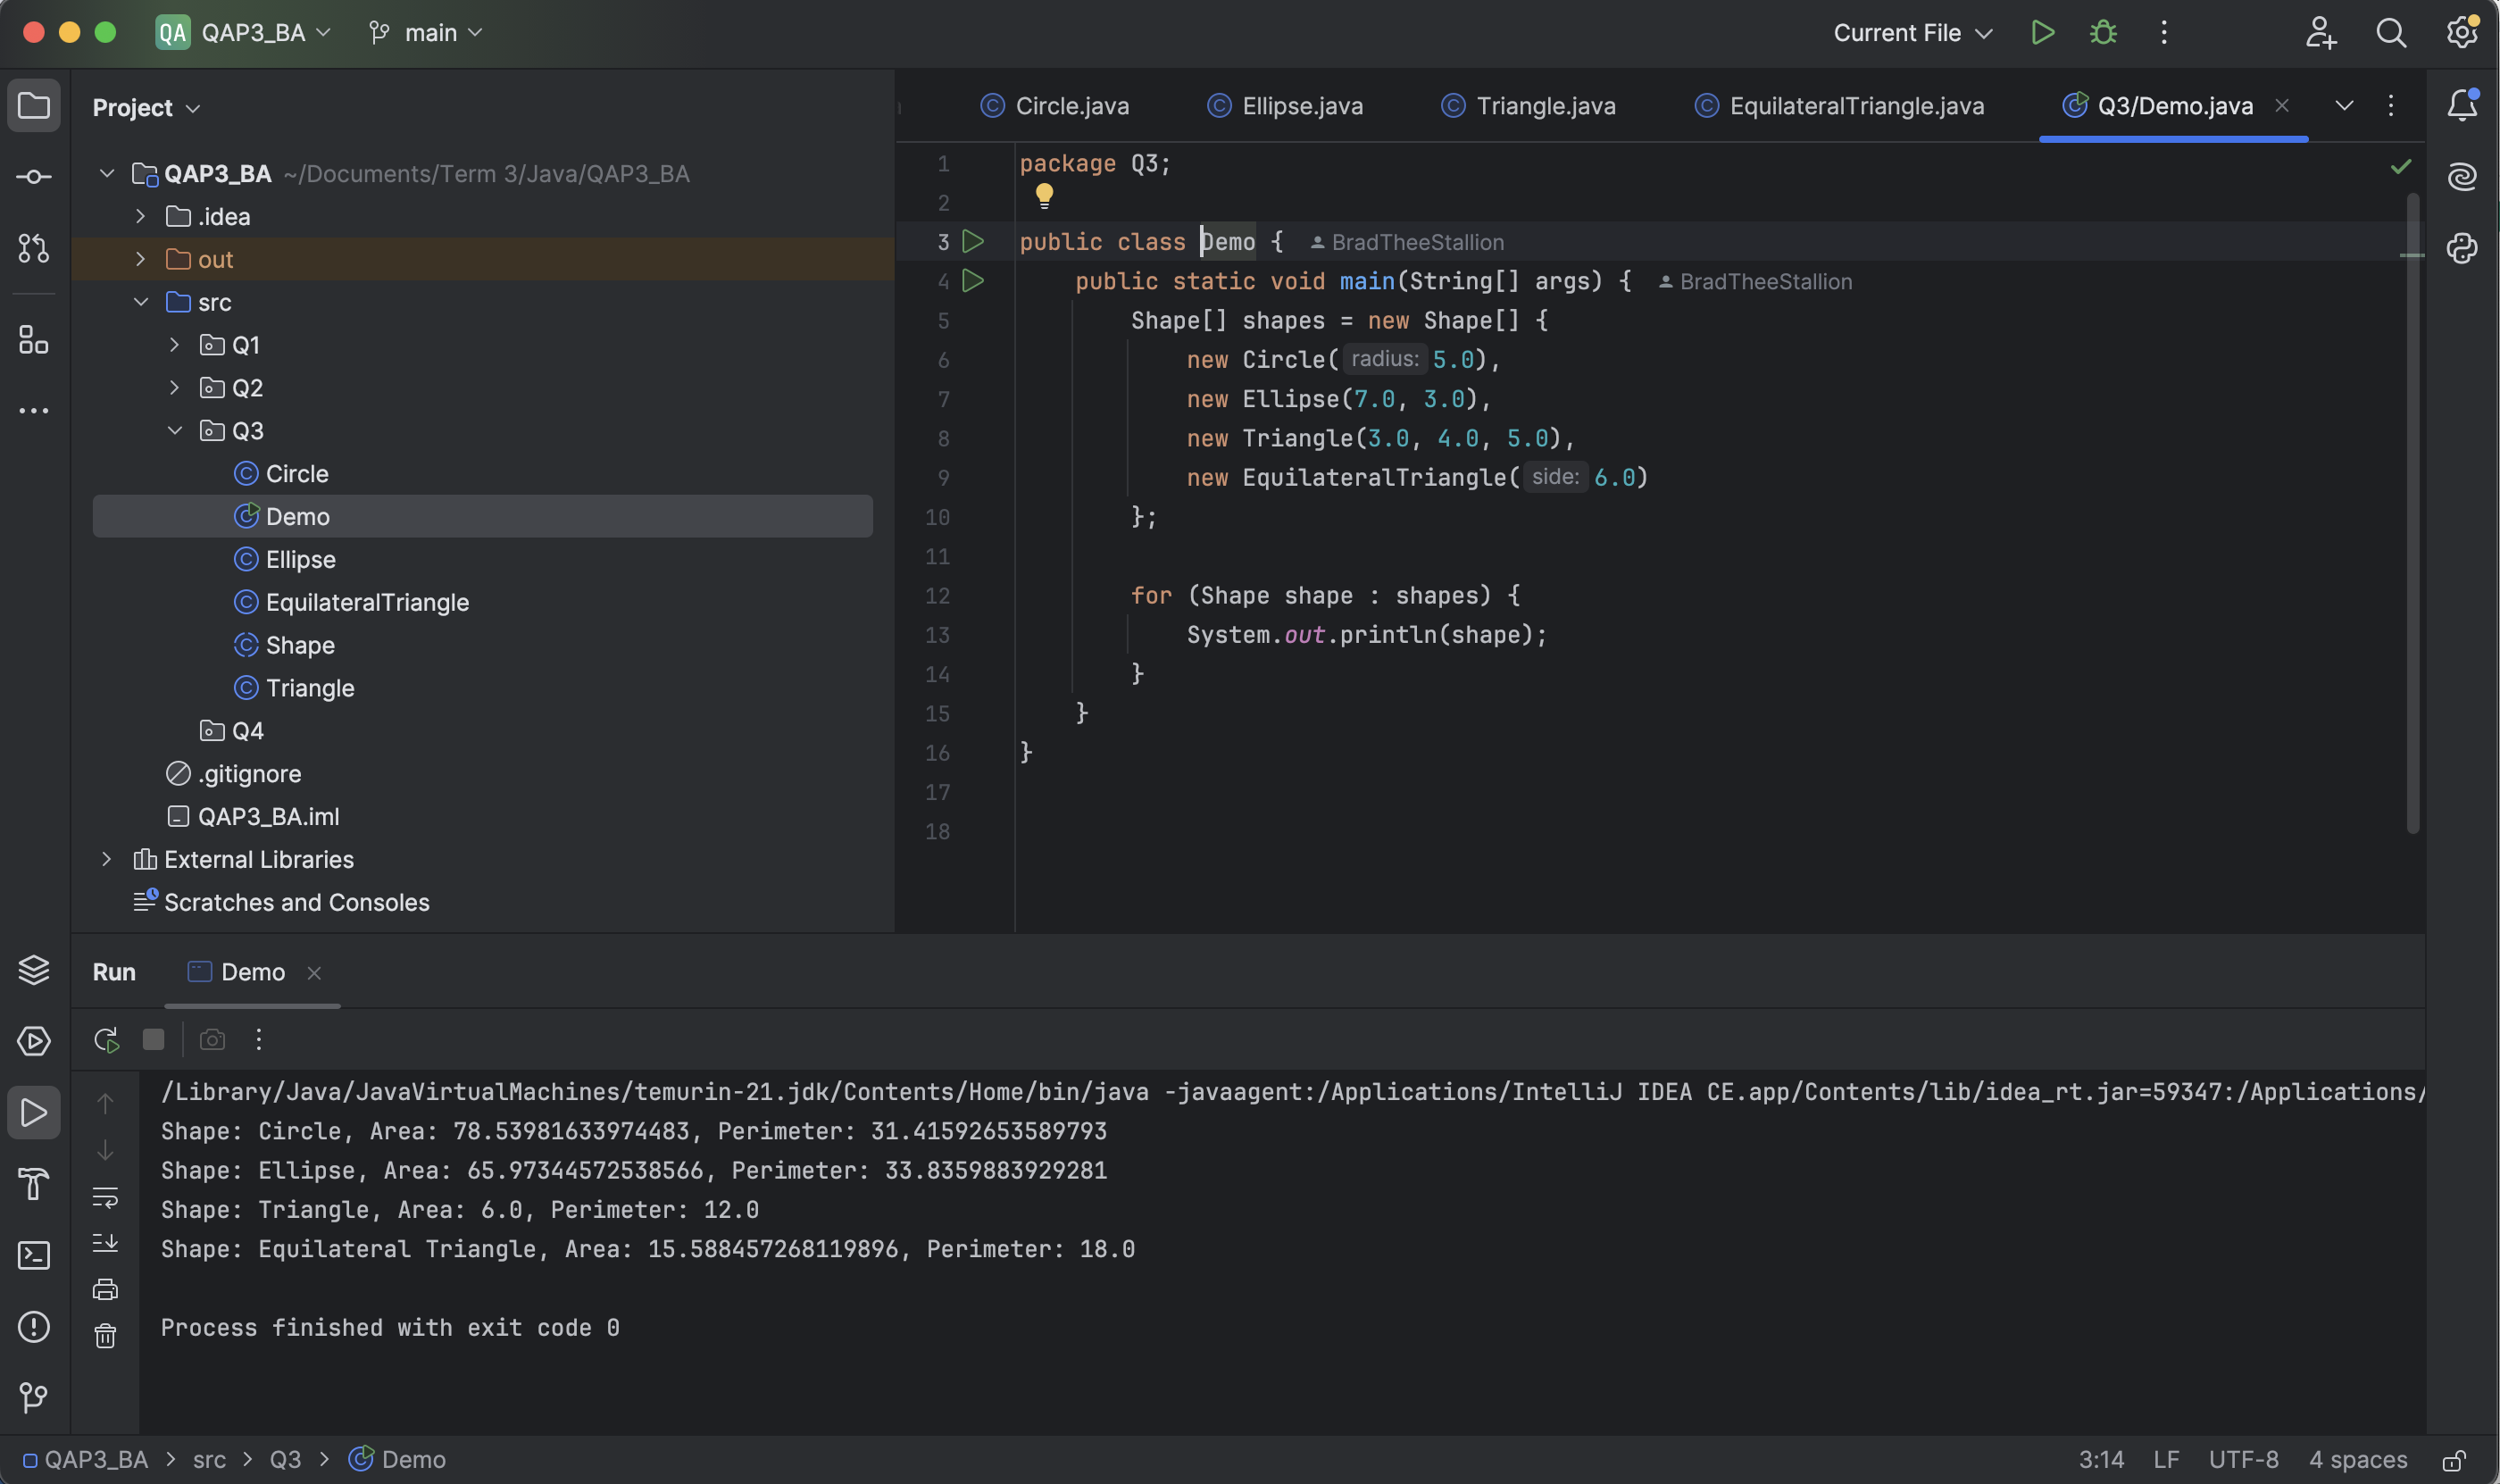 QA QAP3_BA main Current File
Project
Circle.java Ellipse.java Triangle.java EquilateralTriangle.java Q3/Demo.java
QAP3_BA ~/Documents/Term 3/Java/QAP3_BA
.idea
out
src
Q1
Q2
Q3
Circle
Demo
Ellipse
EquilateralTriangle
Shape
Triangle
Q4
.gitignore
QAP3_BA.iml
External Libraries
Scratches and Consoles
1 package Q3;
2
3 public class Demo { BradTheeStallion
4 public static void main(String[] args) { BradTheeStallion
5 Shape[] shapes = new Shape[] {
6 new Circle( radius: 5.0),
7 new Ellipse(7.0, 3.0),
8 new Triangle(3.0, 4.0, 5.0),
9 new EquilateralTriangle( side: 6.0)
10 };
11
12 for (Shape shape : shapes) {
13 System.out.println(shape);
14 }
15 }
16 }
17
18
Run Demo
/Library/Java/JavaVirtualMachines/temurin-21.jdk/Contents/Home/bin/java -javaagent:/Applications/IntelliJ IDEA CE.app/Contents/lib/idea_rt.jar=59347:/Applications/
Shape: Circle, Area: 78.53981633974483, Perimeter: 31.41592653589793
Shape: Ellipse, Area: 65.97344572538566, Perimeter: 33.8359883929281
Shape: Triangle, Area: 6.0, Perimeter: 12.0
Shape: Equilateral Triangle, Area: 15.588457268119896, Perimeter: 18.0
Process finished with exit code 0
QAP3_BA > src > Q3 > Demo 3:14 LF UTF-8 4 spaces